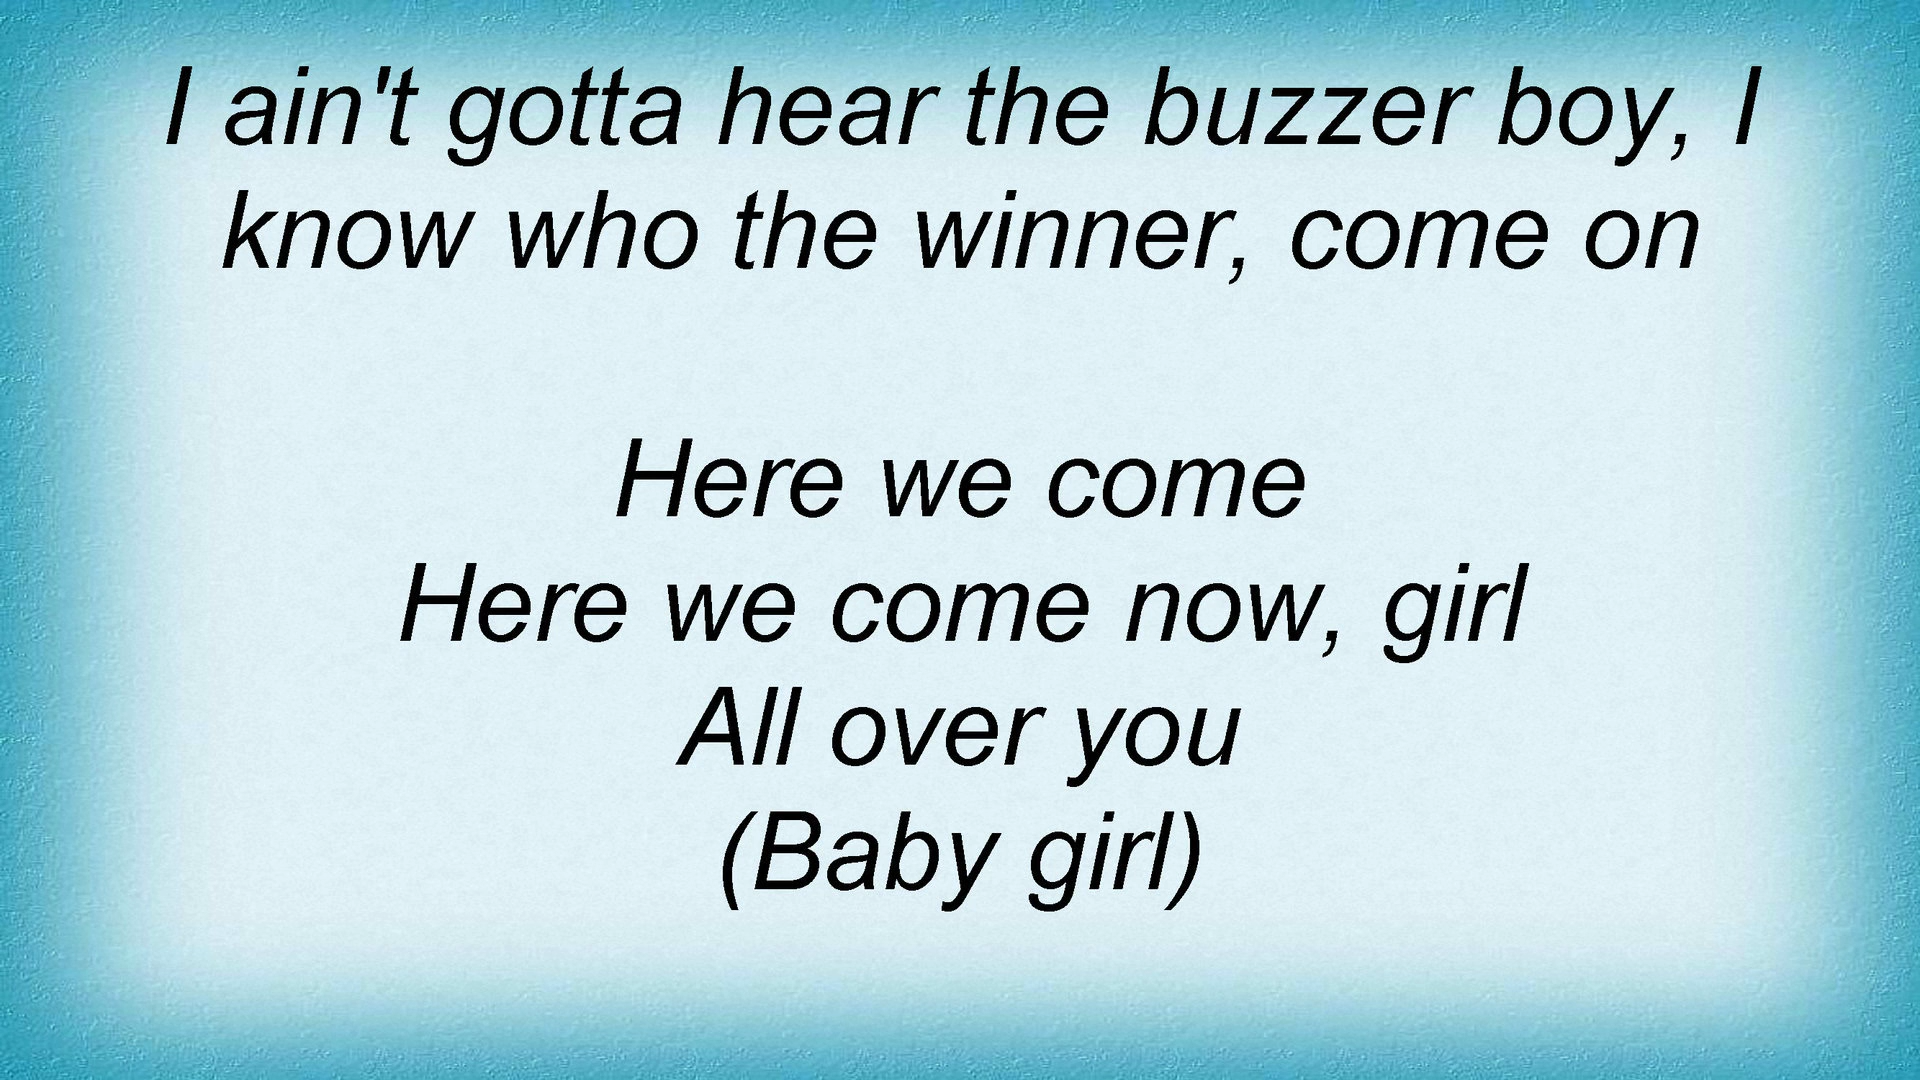 I ain't gotta hear the buzzer boy, I
know who the winner, come on
Here we come
Here we come now, girl
All over you
(Baby girl)